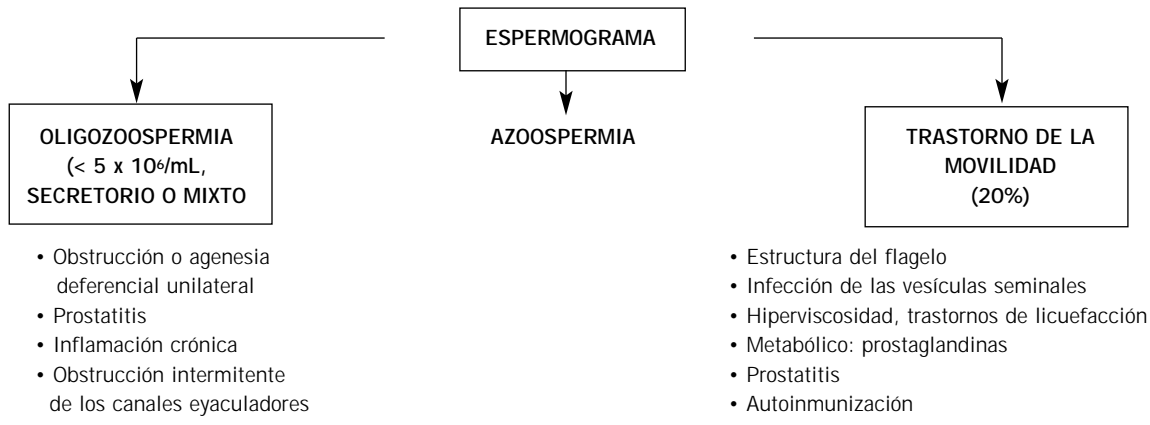 ESPERMOGRAMA
OLIGOZOOSPERMIA
(< 5 x 10⁶/mL,
SECRETORIO O MIXTO
AZOOSPERMIA
TRASTORNO DE LA
MOVILIDAD
(20%)
• Obstrucción o agenesia
deferencial unilateral
• Prostatitis
• Inflamación crónica
• Obstrucción intermitente
de los canales eyaculadores
• Estructura del flagelo
• Infección de las vesículas seminales
• Hiperviscosidad, trastornos de licuefacción
• Metabólico: prostaglandinas
• Prostatitis
• Autoinmunización